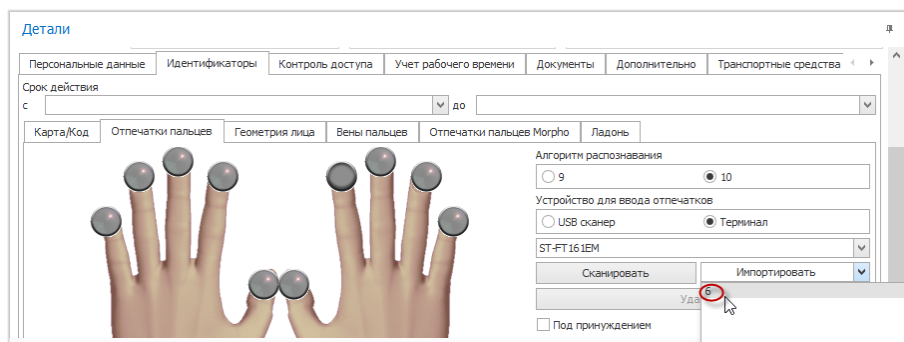 Детали
Персональные данные Идентификаторы Контроль доступа Учет рабочего времени Документы Дополнительно Транспортные средства
Срок действия
с до
Карта/Код Отпечатки пальцев Геометрия лица Вены пальцев Отпечатки пальцев Morpho Ладонь
Алгоритм распознавания
9 10
Устройство для ввода отпечатков
USB сканер Терминал
ST-FT161EM
Сканировать Импортировать
6
Под принуждением